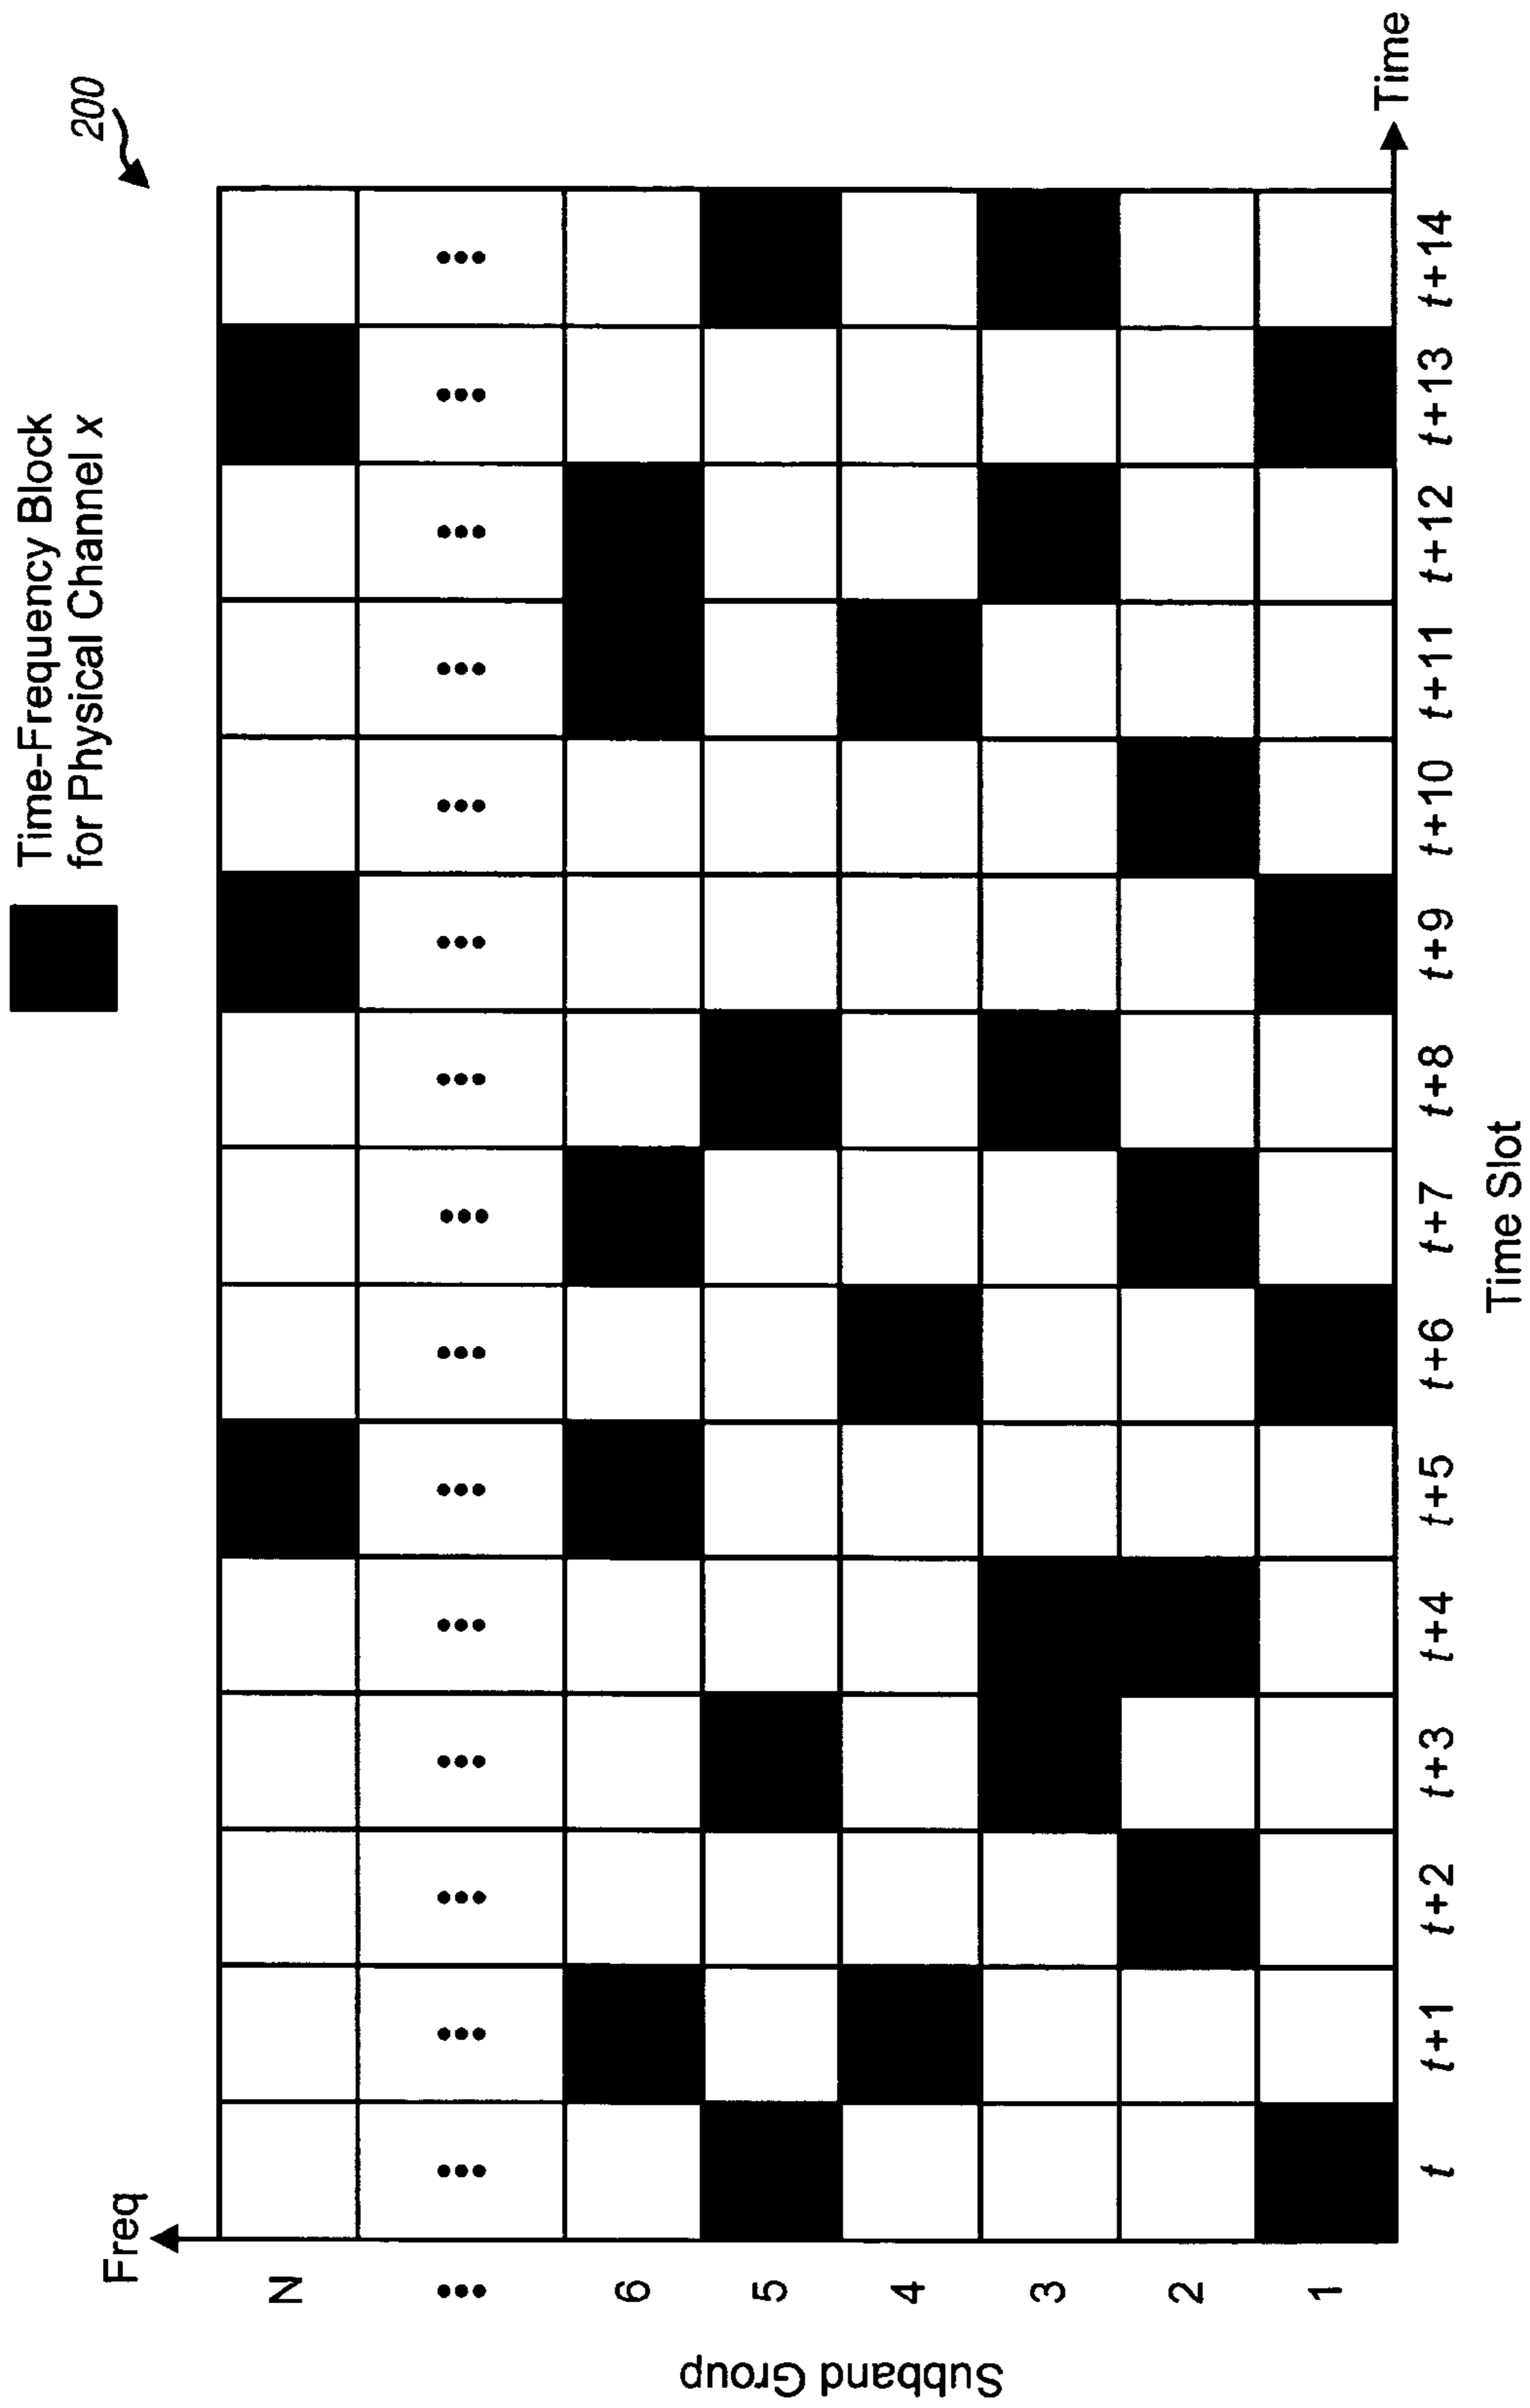 200
Time-Frequency Block
for Physical Channel x
Freq
N
•••
6
5
4
3
2
1
Subband Group
••• ••• ••• ••• ••• ••• ••• ••• ••• ••• ••• ••• ••• ••• •••
t t+1 t+2 t+3 t+4 t+5 t+6 t+7 t+8 t+9 t+10 t+11 t+12 t+13 t+14
Time
Time Slot